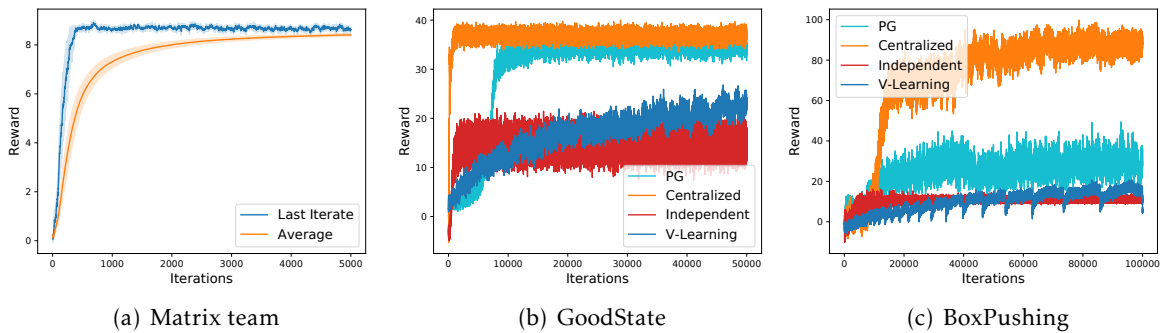 Reward
8
6
4
2
0
0 1000 2000 3000 4000 5000
Iterations
Last Iterate
Average
(a) Matrix team
Reward
40
30
20
10
0
0 10000 20000 30000 40000 50000
Iterations
PG
Centralized
Independent
V-Learning
(b) GoodState
Reward
100
80
60
40
20
0
0 20000 40000 60000 80000 100000
Iterations
PG
Centralized
Independent
V-Learning
(c) BoxPushing